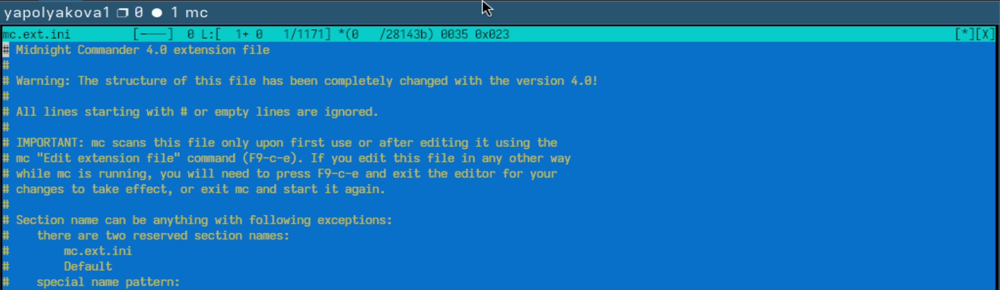 yapolyakova1 ❐ 0 ● 1 mc
mc.ext.ini         [----]  0 L:[  1+ 0   1/1171] *(0   /28143b) 0035 0x023                [*][X]
# Midnight Commander 4.0 extension file
#
# Warning: The structure of this file has been completely changed with the version 4.0!
#
# All lines starting with # or empty lines are ignored.
#
# IMPORTANT: mc scans this file only upon first use or after editing it using the
# mc "Edit extension file" command (F9-c-e). If you edit this file in any other way
# while mc is running, you will need to press F9-c-e and exit the editor for your
# changes to take effect, or exit mc and start it again.
#
# Section name can be anything with following exceptions:
#    there are two reserved section names:
#        mc.ext.ini
#        Default
#    special name pattern: